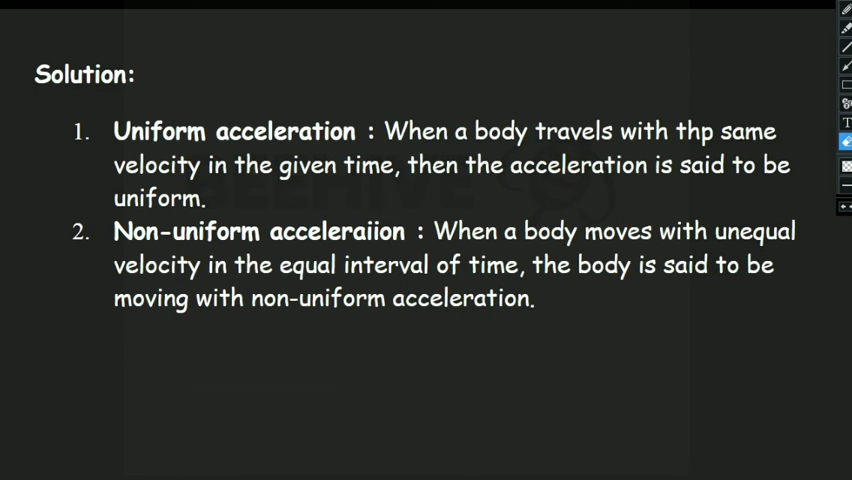 Solution:
1. Uniform acceleration : When a body travels with thp same
velocity in the given time, then the acceleration is said to be
uniform.
2. Non-uniform acceleraiion : When a body moves with unequal
velocity in the equal interval of time, the body is said to be
moving with non-uniform acceleration.
BEEHIVE
T